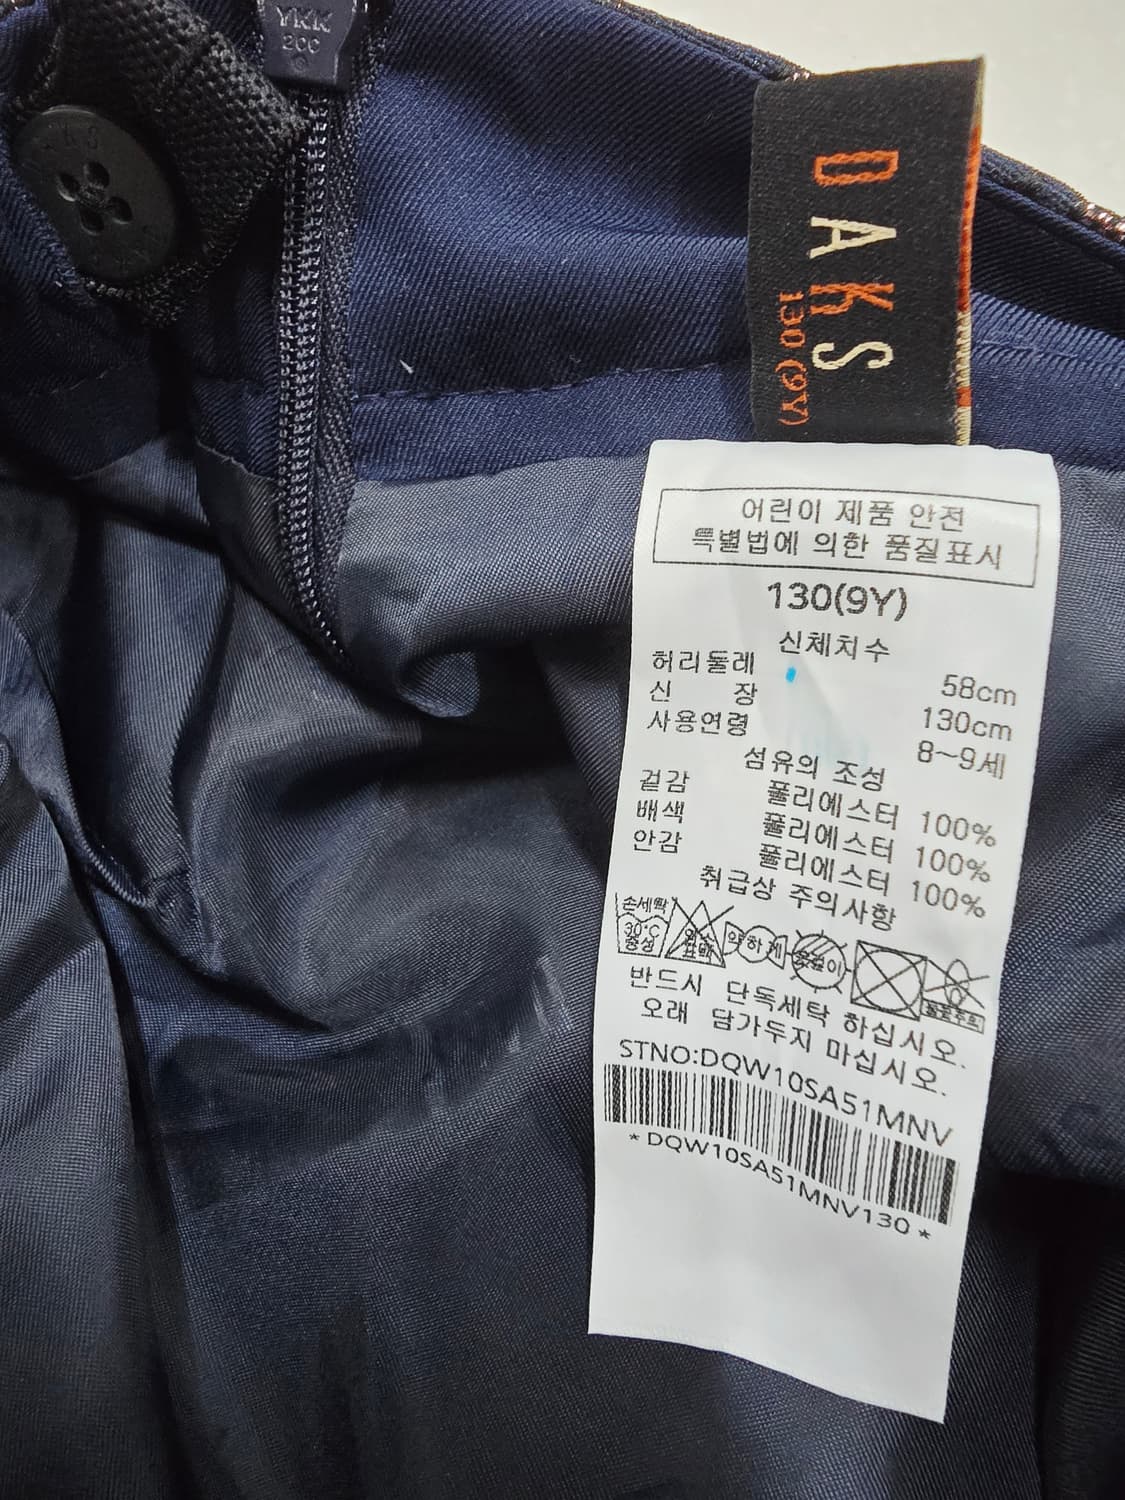 YKK
2CC
DAKS
130 (9Y)
어린이 제품 안전
특별법에 의한 품질표시
130(9Y)
신체치수
허리둘레 58cm
신 장 130cm
사용연령 8~9세
섬유의 조성
겉감 폴리에스터 100%
배색 폴리에스터 100%
안감 폴리에스터 100%
취급상 주의사항
손세탁
30°C
중성
약하게
반드시 단독세탁 하십시오.
오래 담가두지 마십시오.
STNO:DQW10SA51MNV
*DQW10SA51MNV130*